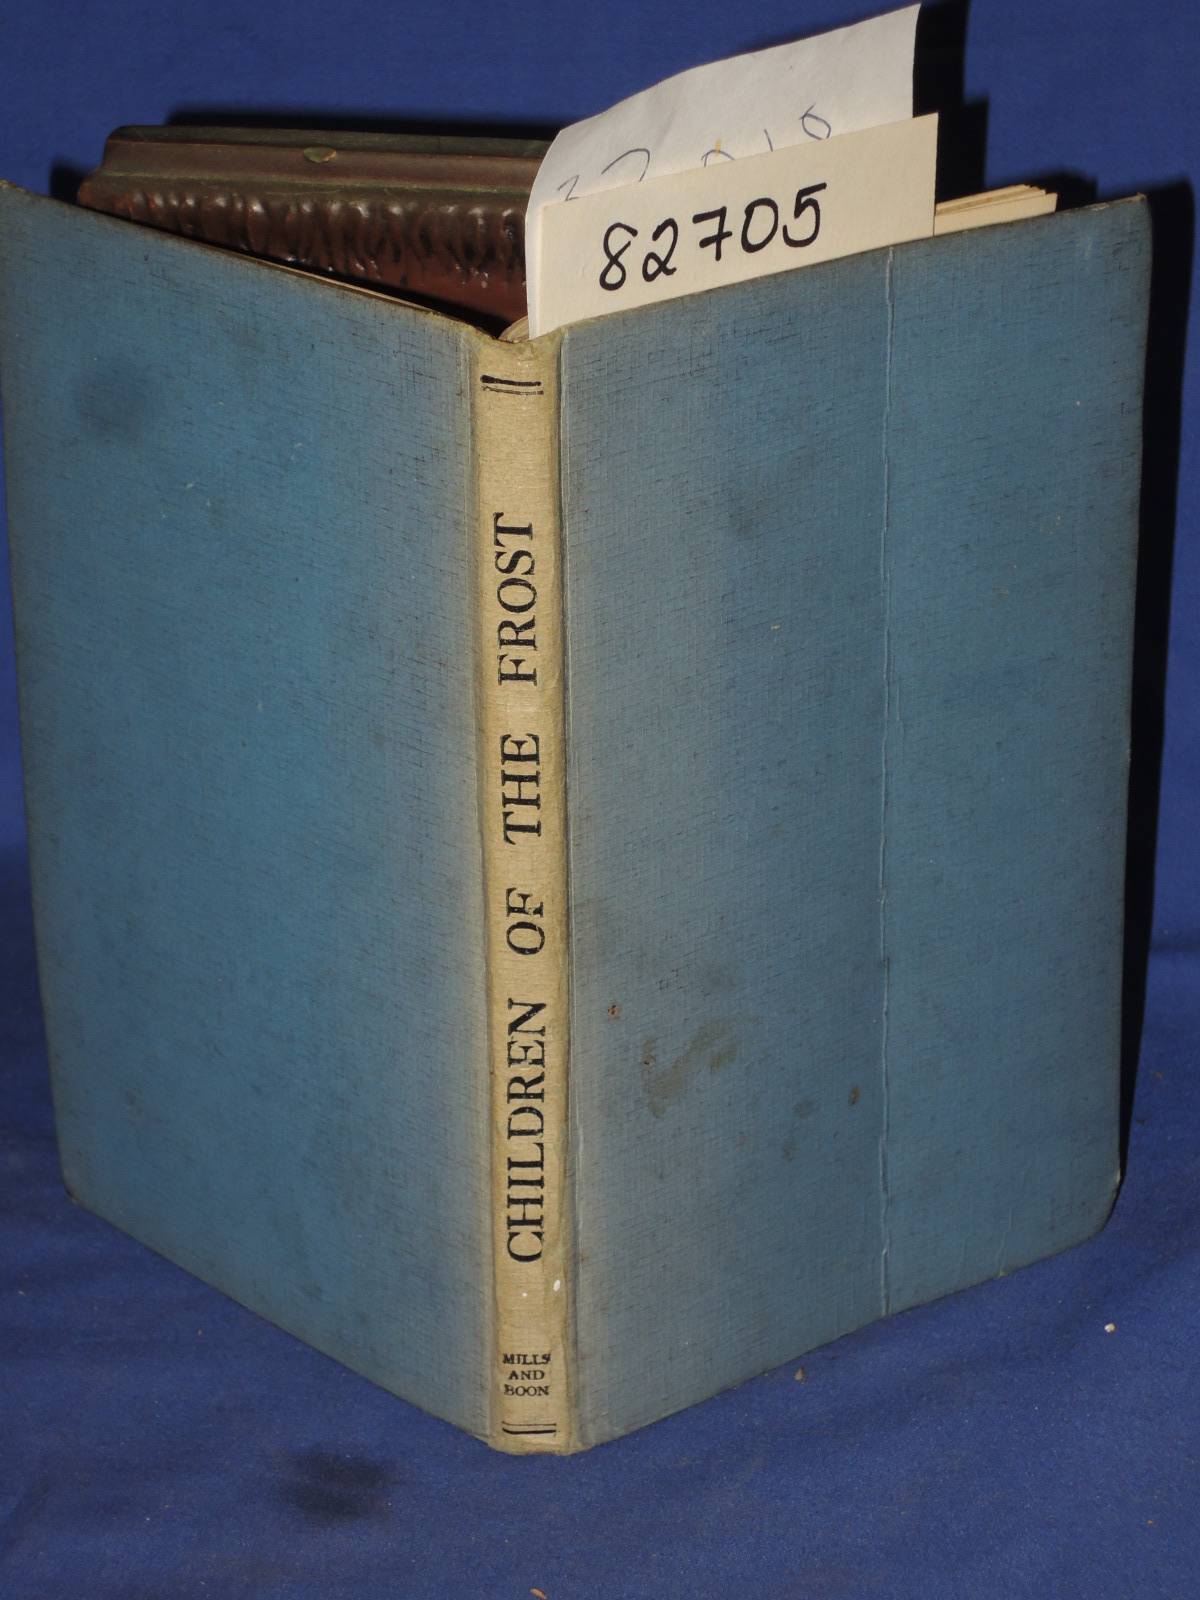 82705
CHILDREN OF THE FROST
MILLS
AND
BOON